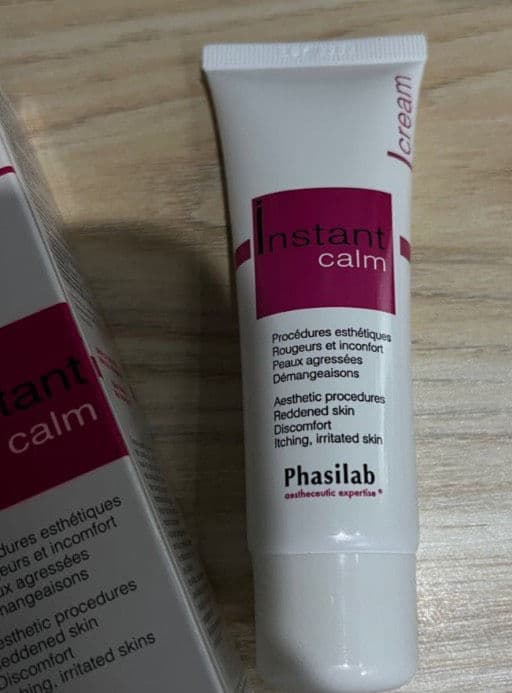 cream
Instant
calm
Procédures esthétiques
Rougeurs et inconfort
Peaux agressées
Démangeaisons
Aesthetic procedures
Reddened skin
Discomfort
Itching, irritated skin
Phasilab
aestheceutic expertise
tant
calm
dures esthétiques
eurs et incomfort
ux agressées
mangeaisons
esthetic procedures
eddened skin
Discomfort
hing, irritated skins